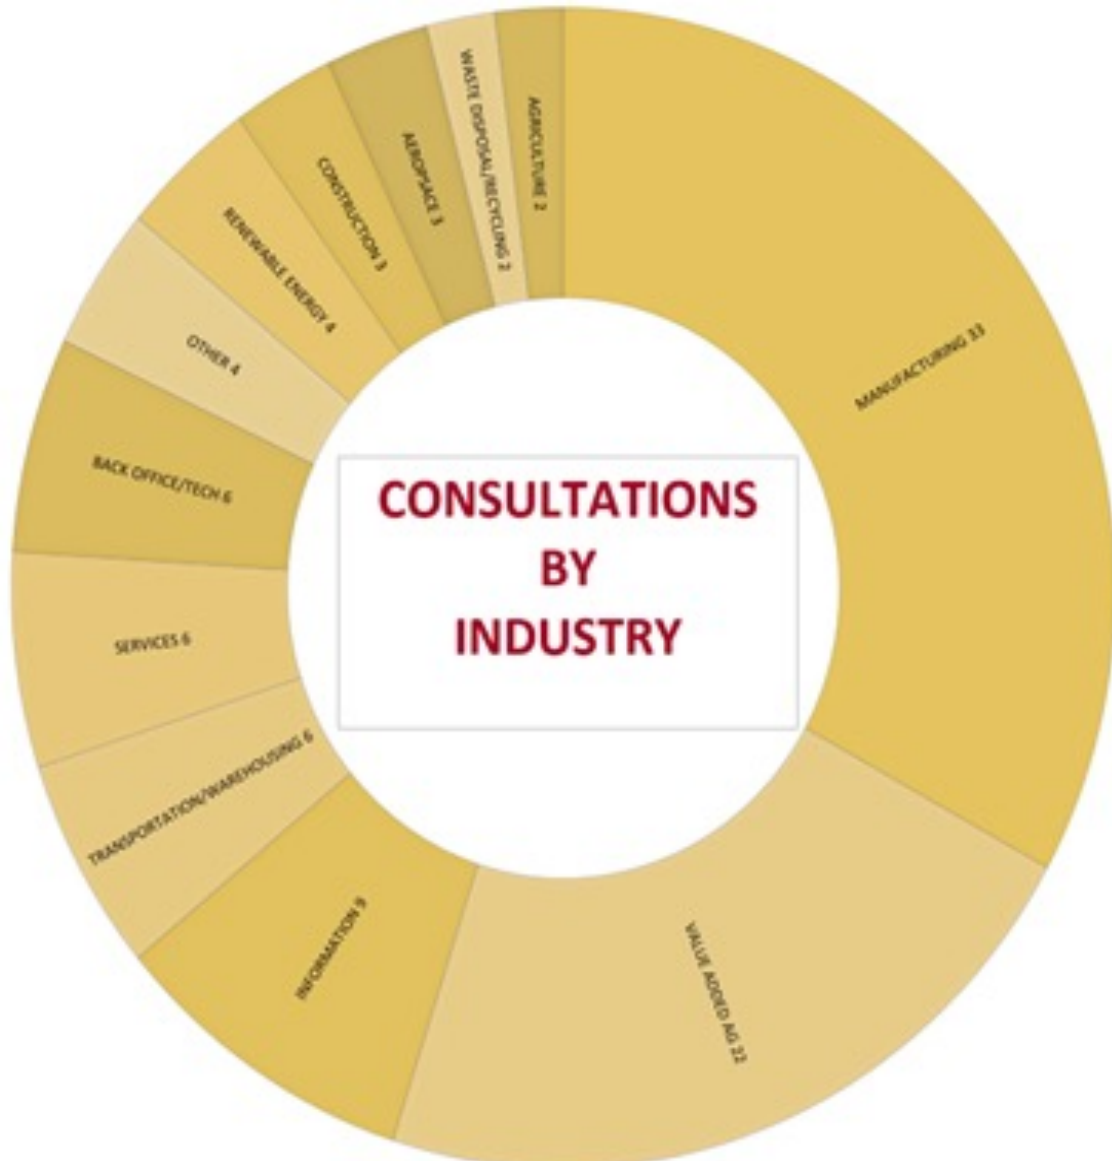 CONSULTATIONS
BY
INDUSTRY
MANUFACTURING 33
VALUE ADDED AG 22
INFORMATION 9
TRANSPORTATION/WAREHOUSING 6
SERVICES 6
BACK OFFICE/TECH 6
OTHER 4
RENEWABLE ENERGY 4
CONSTRUCTION 3
AEROPSACE 3
WASTE DISPOSAL/RECYCLING 2
AGRICULTURE 2